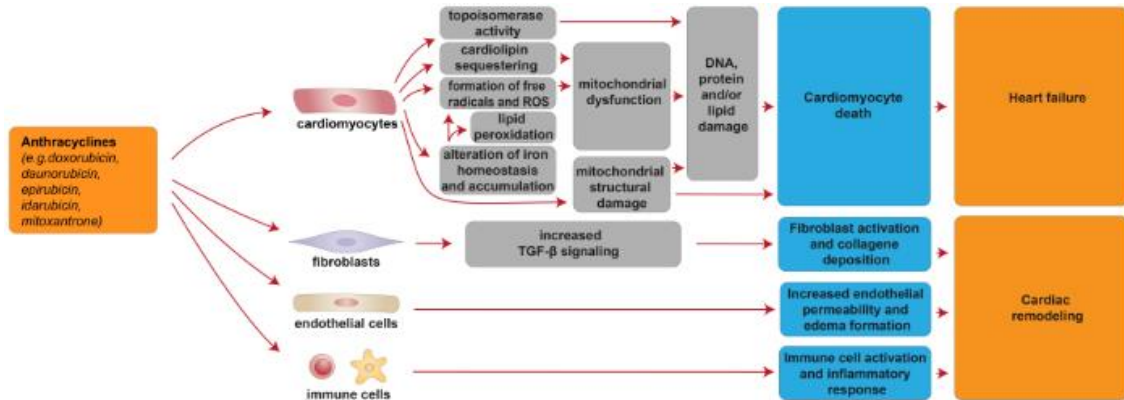 Anthracyclines
(e.g.doxorubicin,
daunorubicin,
epirubicin,
idarubicin,
mitoxantrone)
cardiomyocytes
topoisomerase
activity
cardiolipin
sequestering
formation of free
radicals and ROS
lipid
peroxidation
alteration of iron
homeostasis
and accumulation
mitochondrial
dysfunction
mitochondrial
structural
damage
DNA,
protein
and/or
lipid
damage
Cardiomyocyte
death
Heart failure
fibroblasts
increased
TGF-β signaling
Fibroblast activation
and collagene
deposition
endothelial cells
Increased endothelial
permeability and
edema formation
immune cells
Immune cell activation
and inflammatory
response
Cardiac
remodeling